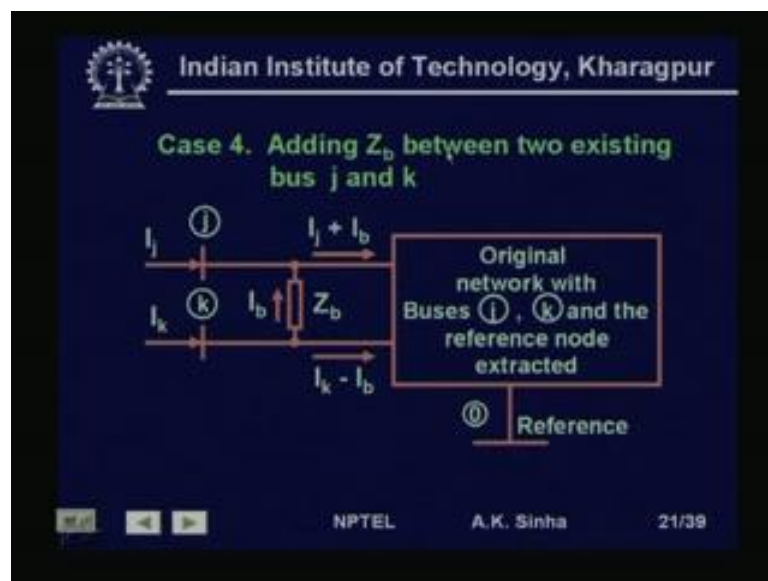 Indian Institute of Technology, Kharagpur
Case 4. Adding Z_b between two existing
bus j and k
I_j
j
I_j + I_b
I_k
k
I_b
Z_b
I_k - I_b
Original
network with
Buses j , k and the
reference node
extracted
0
Reference
NPTEL
A.K. Sinha
21/39